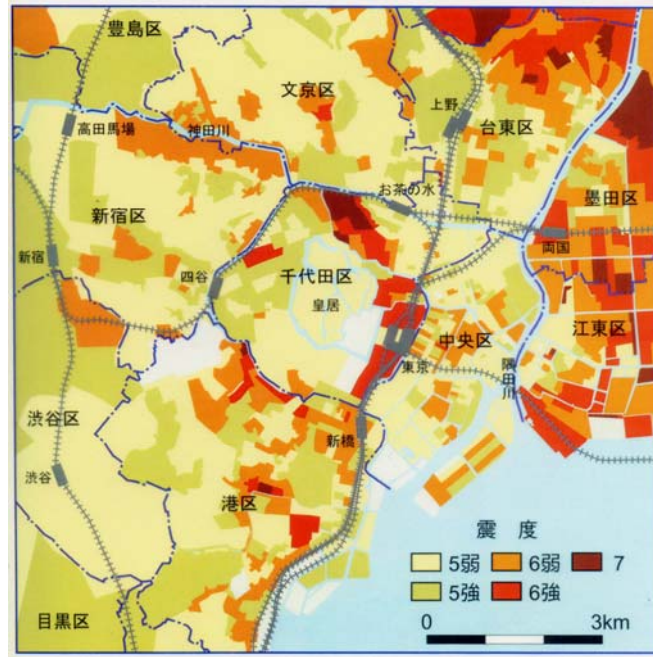 豊島区
文京区
上野
台東区
高田馬場
神田川
お茶の水
墨田区
新宿区
両国
新宿
四谷
千代田区
皇居
中央区
江東区
東京
隅田川
渋谷区
新橋
渋谷
港区
震 度
5弱 6弱 7
5強 6強
0 3km
目黒区